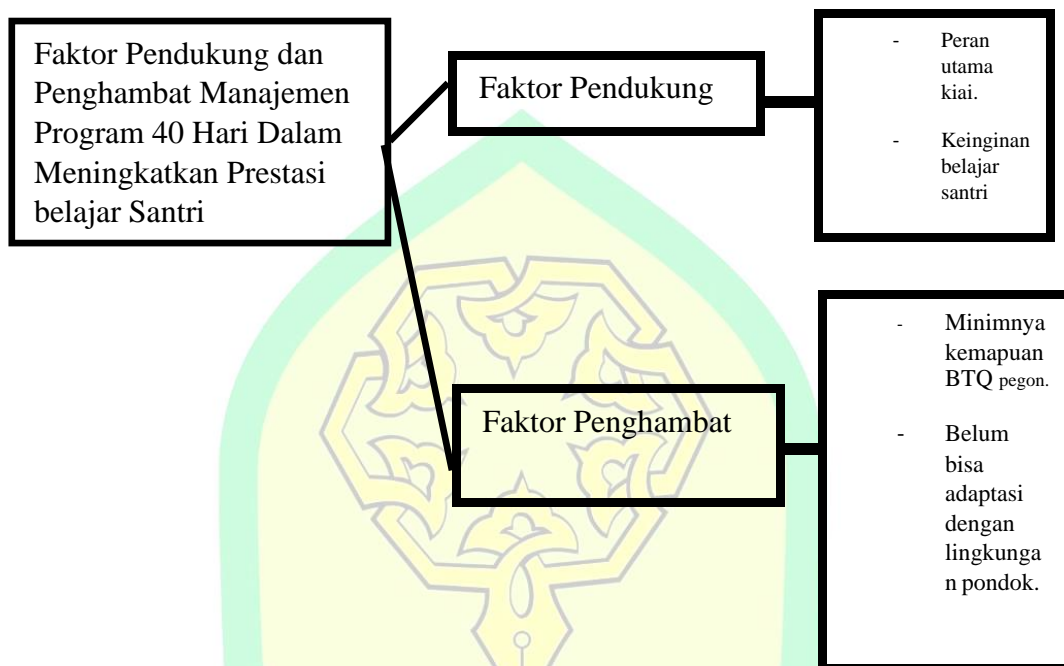 Faktor Pendukung dan
Penghambat Manajemen
Program 40 Hari Dalam
Meningkatkan Prestasi
belajar Santri
Faktor Pendukung
- Peran
utama
kiai.
- Keinginan
belajar
santri
Faktor Penghambat
- Minimnya
kemapuan
BTQ pegon.
- Belum
bisa
adaptasi
dengan
lingkunga
n pondok.